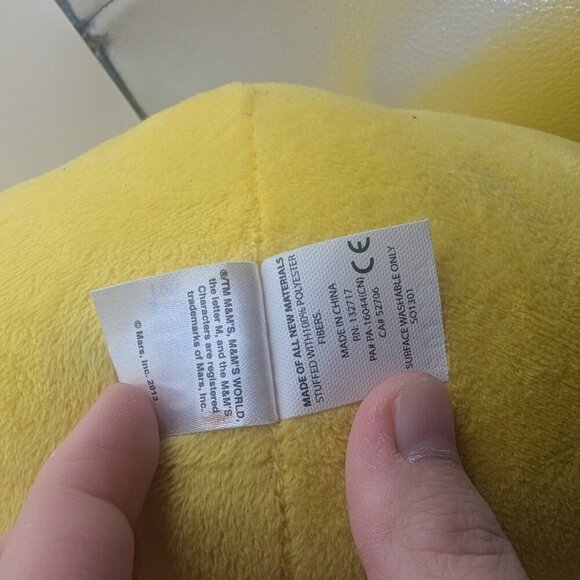 ®/TM M&M'S, M&M'S WORLD,
the letter M, and the M&M'S
Characters are registered
trademarks of Mars, Inc.
© Mars, Inc. 2013
MADE OF ALL NEW MATERIALS
STUFFED WITH100% POLYESTER
FIBERS
MADE IN CHINA
RN: 132717
PA# PA-16044(CN)
CA# 52706
CE
SURFACE WASHABLE ONLY
SO1301